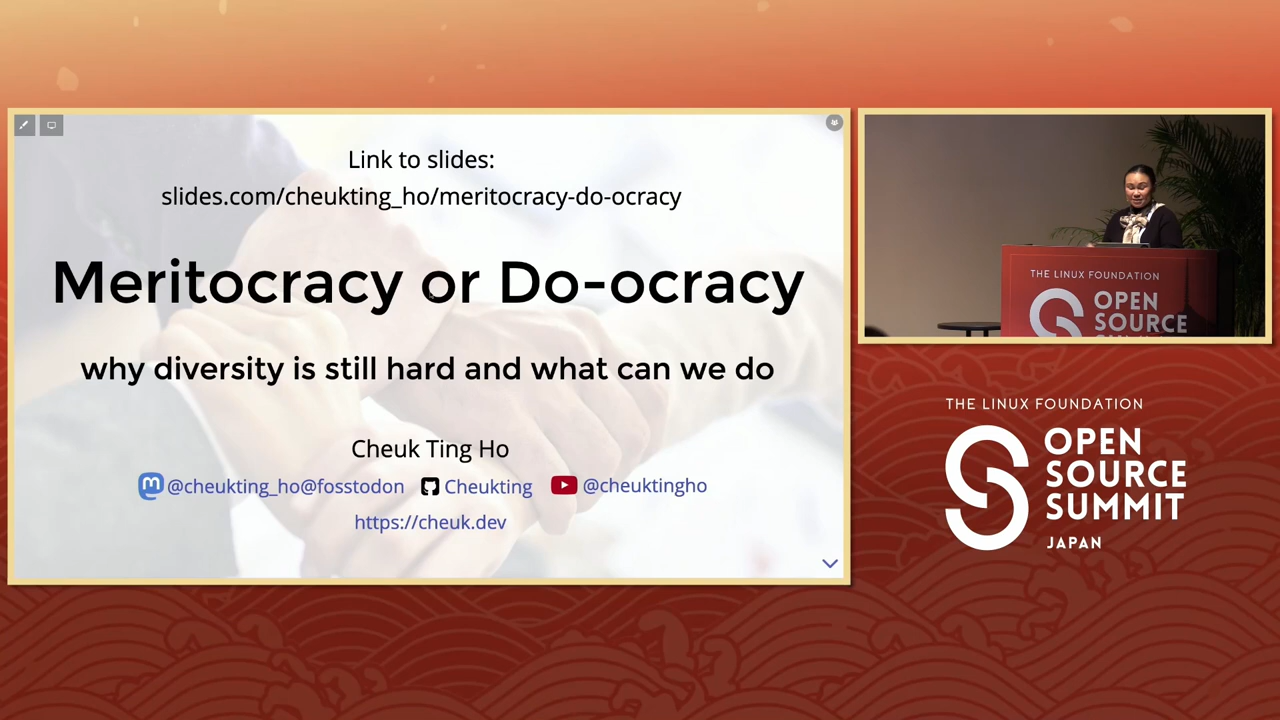 Link to slides:
slides.com/cheukting_ho/meritocracy-do-ocracy
Meritocracy or Do-ocracy
why diversity is still hard and what can we do
Cheuk Ting Ho
@cheukting_ho@fosstodon Cheukting @cheuktingho
https://cheuk.dev
THE LINUX FOUNDATION
OPEN
SOURCE
THE LINUX FOUNDATION
OPEN
SOURCE
SUMMIT
JAPAN